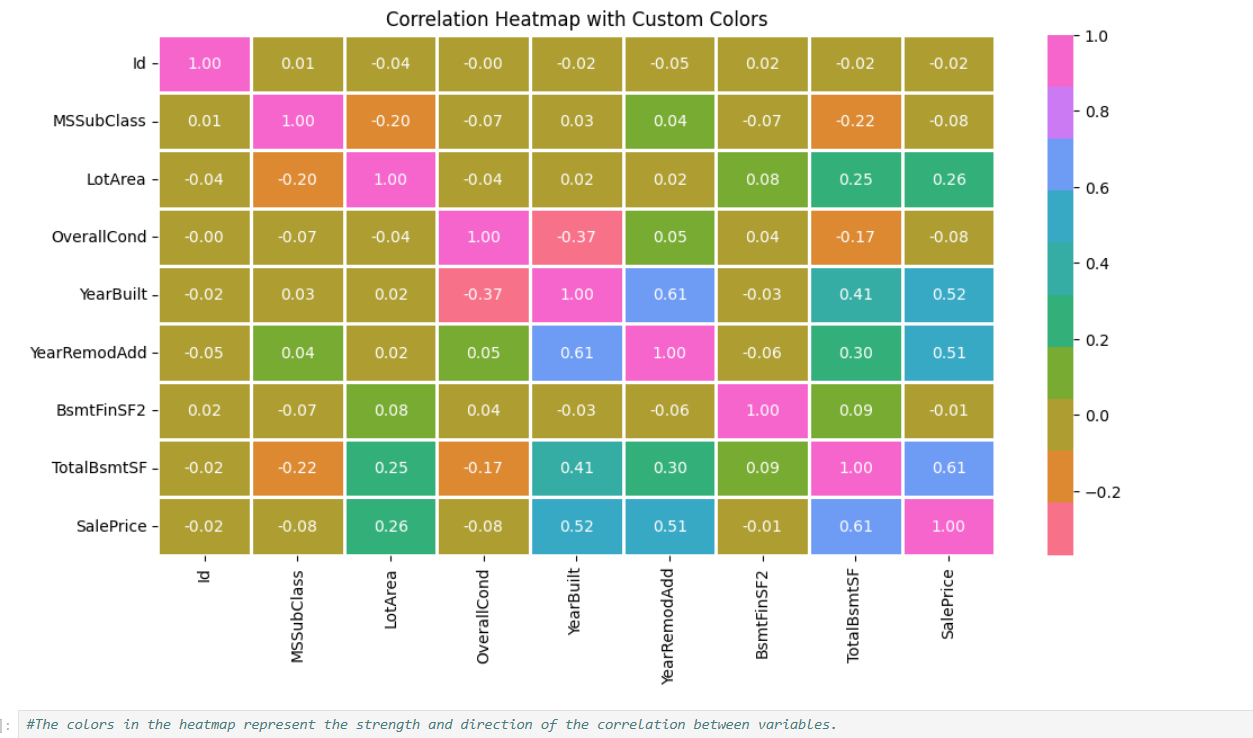 Correlation Heatmap with Custom Colors
Id 1.00 0.01 -0.04 -0.00 -0.02 -0.05 0.02 -0.02 -0.02
MSSubClass 0.01 1.00 -0.20 -0.07 0.03 0.04 -0.07 -0.22 -0.08
LotArea -0.04 -0.20 1.00 -0.04 0.02 0.02 0.08 0.25 0.26
OverallCond -0.00 -0.07 -0.04 1.00 -0.37 0.05 0.04 -0.17 -0.08
YearBuilt -0.02 0.03 0.02 -0.37 1.00 0.61 -0.03 0.41 0.52
YearRemodAdd -0.05 0.04 0.02 0.05 0.61 1.00 -0.06 0.30 0.51
BsmtFinSF2 0.02 -0.07 0.08 0.04 -0.03 -0.06 1.00 0.09 -0.01
TotalBsmtSF -0.02 -0.22 0.25 -0.17 0.41 0.30 0.09 1.00 0.61
SalePrice -0.02 -0.08 0.26 -0.08 0.52 0.51 -0.01 0.61 1.00
Id MSSubClass LotArea OverallCond YearBuilt YearRemodAdd BsmtFinSF2 TotalBsmtSF SalePrice
1.0
0.8
0.6
0.4
0.2
0.0
−0.2
]: #The colors in the heatmap represent the strength and direction of the correlation between variables.